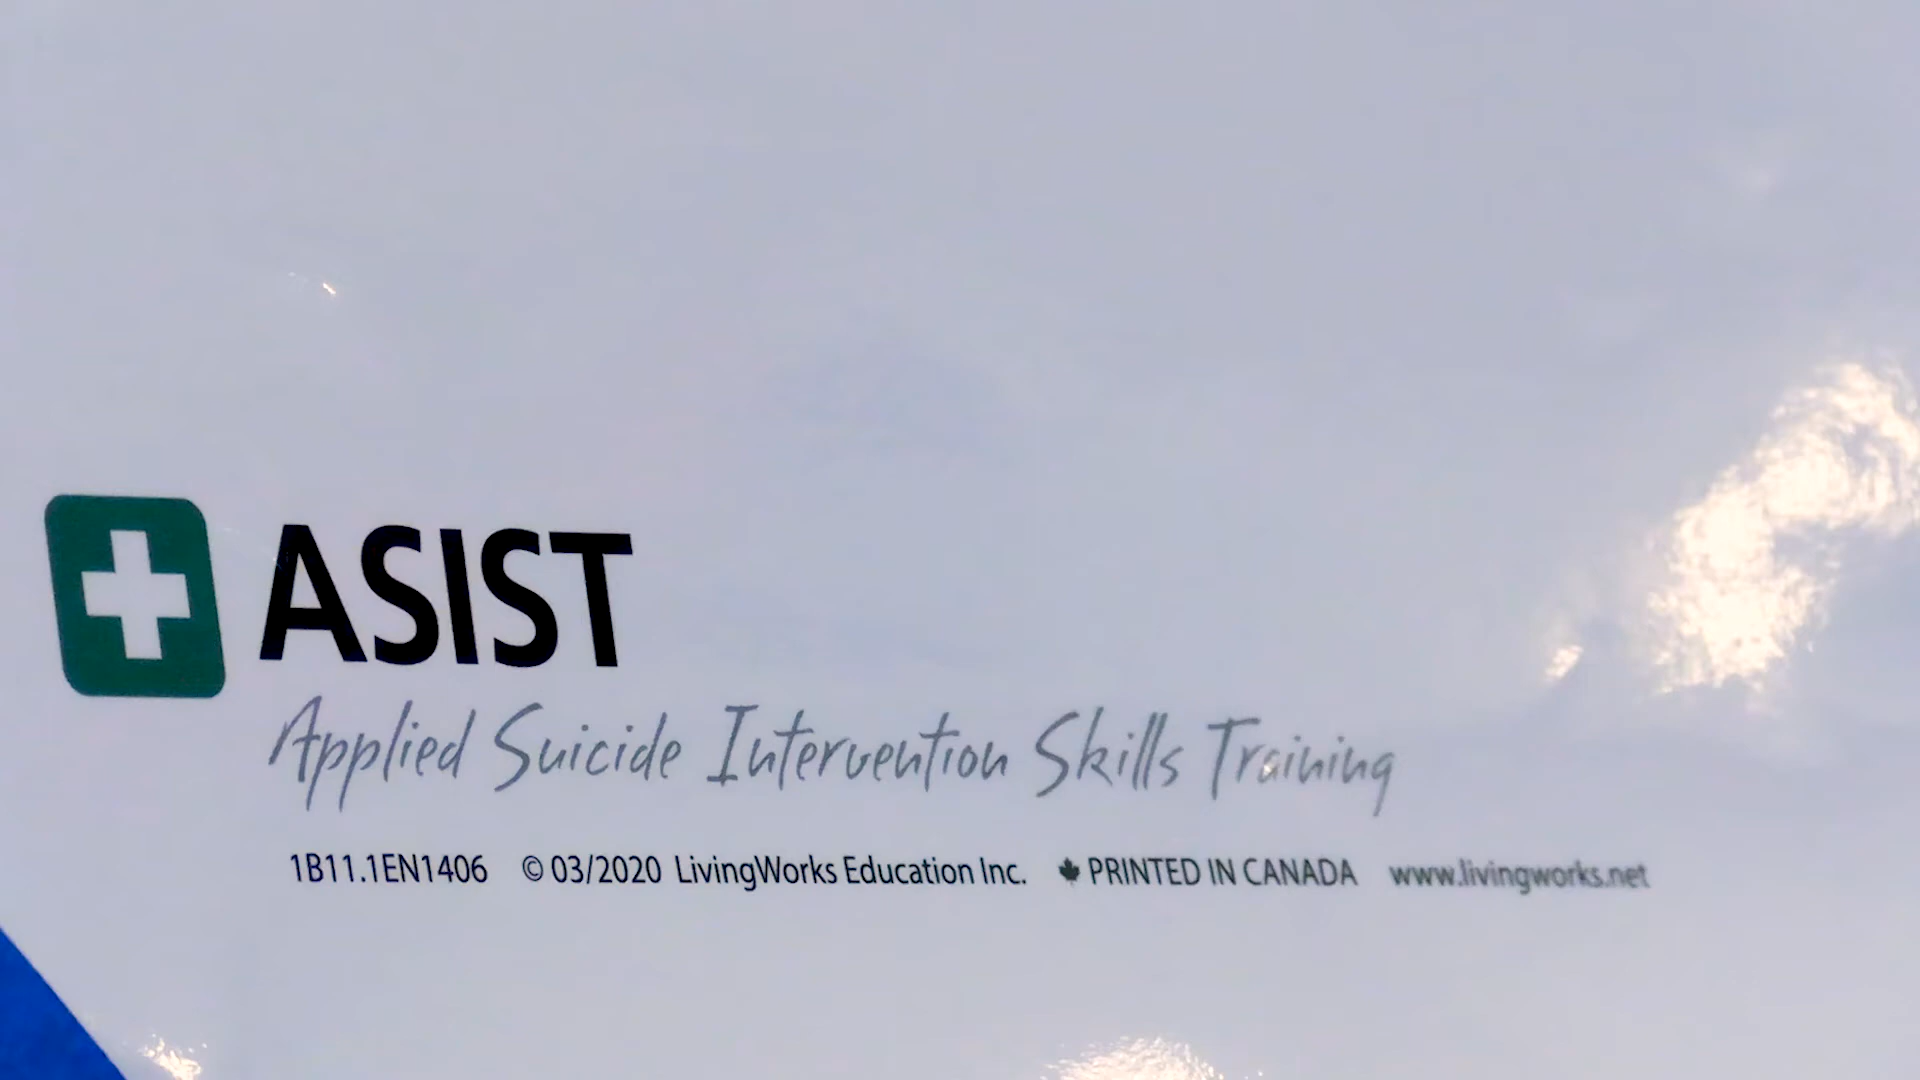 ASIST
Applied Suicide Intervention Skills Training
1B11.1EN1406 © 03/2020 LivingWorks Education Inc. PRINTED IN CANADA www.livingworks.net